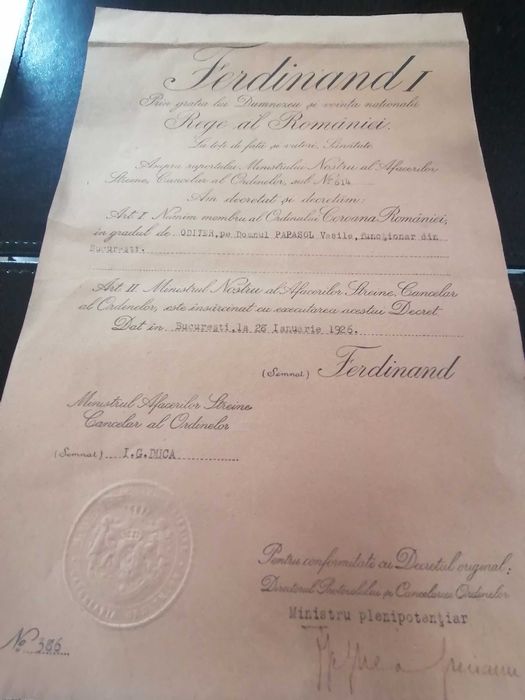 Ferdinand I
Prin gratia lui Dumnezeu și voința națională
Rege al României.
La toți de față și viitori, Sănătate
Asupra raportului Ministrului Nostru al Afacerilor
Streine, Cancelar al Ordinelor, sub No. 614
Am decretat și decretăm:
Art I Numim membru al Ordinului Coroana României,
în gradul de OFIȚER, pe Domnul PAPASOL Vasile, funcționar din
București.
Art II Ministrul Nostru al Afacerilor Streine, Cancelar
al Ordinelor, este însărcinat cu executarea acestui Decret
Dat în București, la 26 Ianuarie 1926.
(Semnat) Ferdinand
Ministrul Afacerilor Streine,
Cancelar al Ordinelor
(Semnat) I.G. DUCA
Pentru conformitate cu Decretul original:
Directorul Protocolului și Cancelariei Ordinelor
Ministru plenipotențiar
No 586